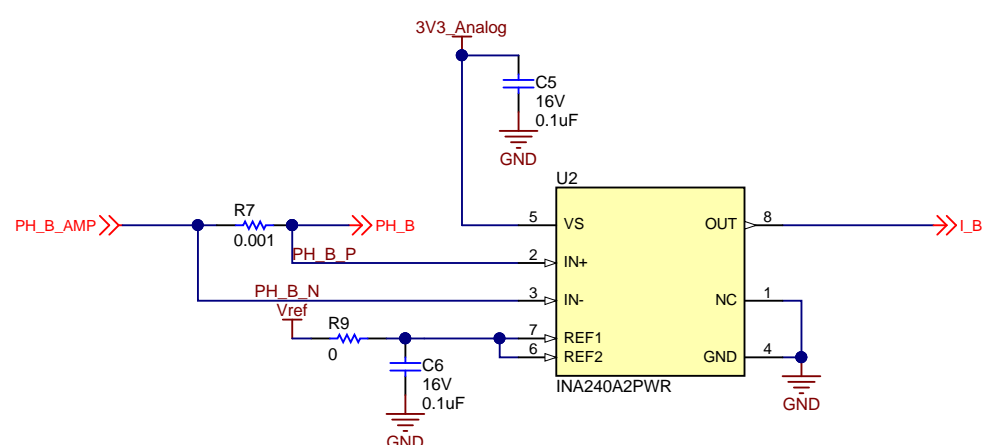 3V3_Analog
C5
16V
0.1uF
GND
U2
PH_B_AMP
R7
0.001
PH_B
5
VS
OUT
8
I_B
PH_B_P
2
IN+
PH_B_N
3
IN-
NC
1
Vref
R9
0
7
REF1
6
REF2
GND
4
C6
16V
0.1uF
GND
INA240A2PWR
GND